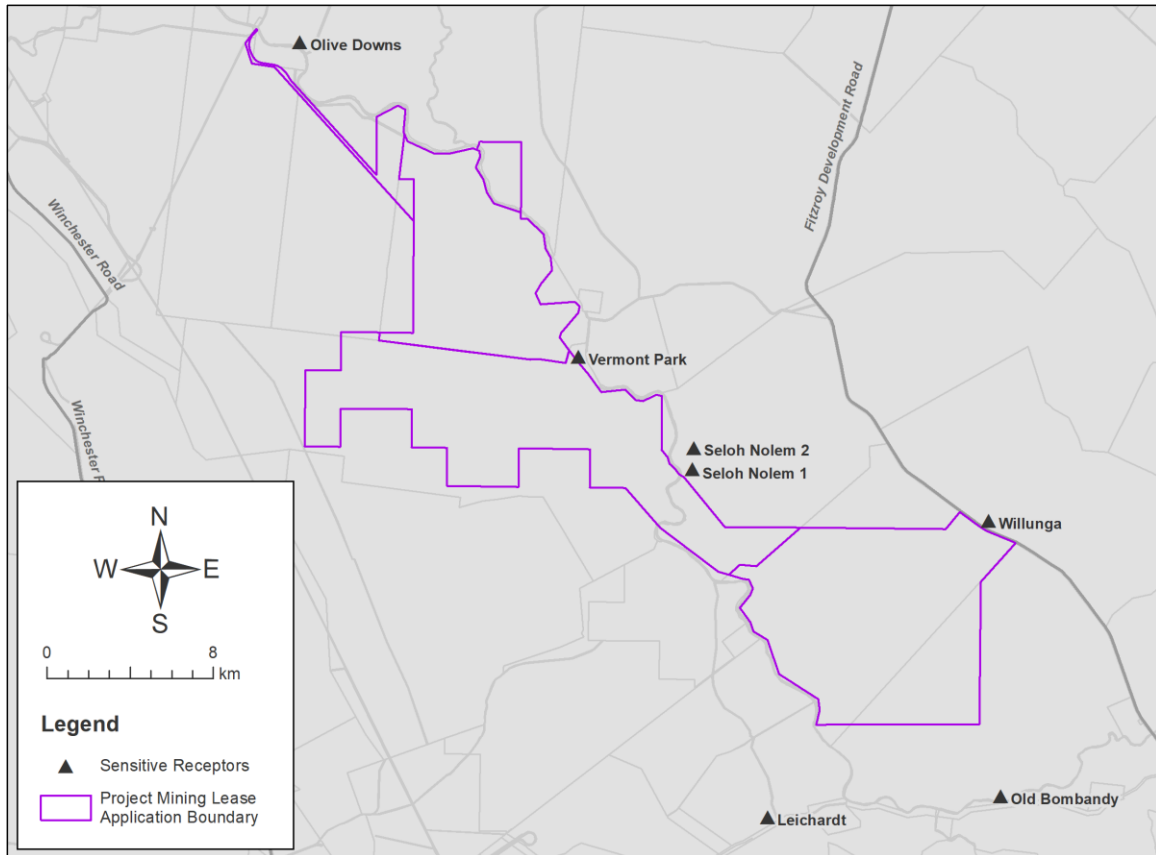 Olive Downs
Fitzroy Development Road
Winchester Road
Vermont Park
Winchester R
Seloh Nolem 2
Seloh Nolem 1
Willunga
N
W E
S
0 8
km
Legend
Sensitive Receptors
Project Mining Lease
Application Boundary
Old Bombandy
Leichardt